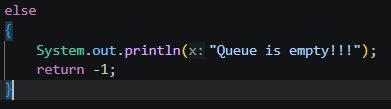 else
{
System.out.println(x: "Queue is empty!!!");
return -1;
}